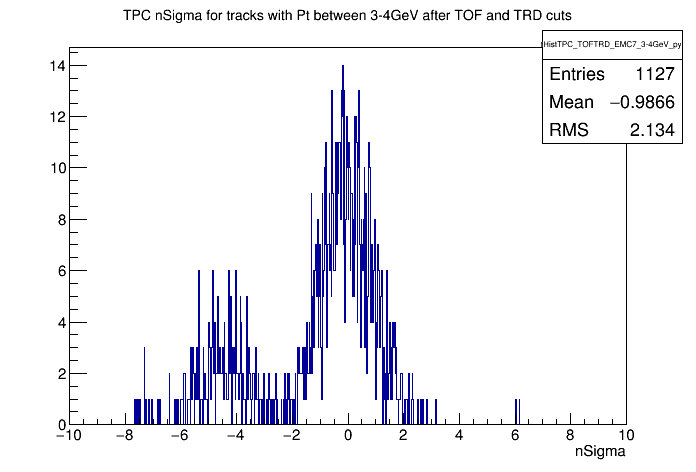 TPC nSigma for tracks with Pt between 3-4GeV after TOF and TRD cuts
HistTPC_TOFTRD_EMC7_3-4GeV_py
Entries 1127
Mean −0.9866
RMS 2.134
14
12
10
8
6
4
2
0
−10 −8 −6 −4 −2 0 2 4 6 8 10
nSigma